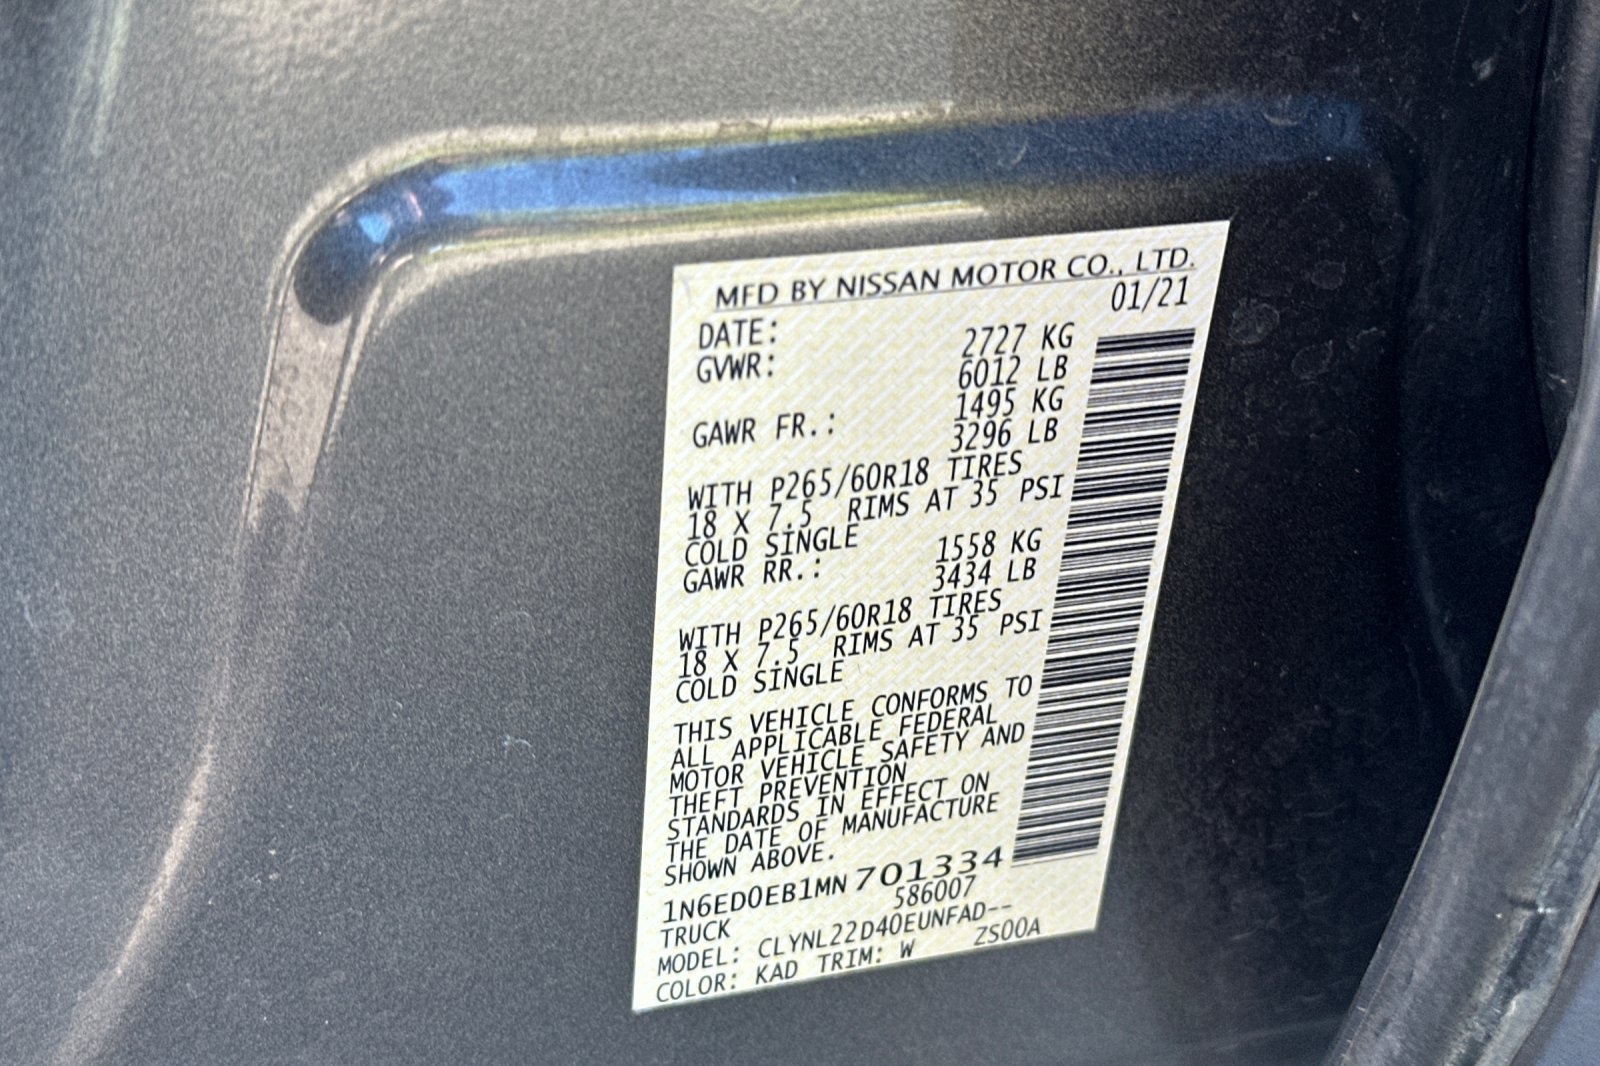 MFD BY NISSAN MOTOR CO., LTD.
DATE: 01/21
GVWR: 2727 KG
6012 LB
GAWR FR.: 1495 KG
3296 LB
WITH P265/60R18 TIRES
18 X 7.5 RIMS AT 35 PSI
COLD SINGLE
GAWR RR.: 1558 KG
3434 LB
WITH P265/60R18 TIRES
18 X 7.5 RIMS AT 35 PSI
COLD SINGLE
THIS VEHICLE CONFORMS TO
ALL APPLICABLE FEDERAL
MOTOR VEHICLE SAFETY AND
THEFT PREVENTION
STANDARDS IN EFFECT ON
THE DATE OF MANUFACTURE
SHOWN ABOVE.
1N6ED0EB1MN701334
TRUCK 586007
MODEL: CLYNL22D40EUNFAD--
COLOR: KAD TRIM: W ZS00A